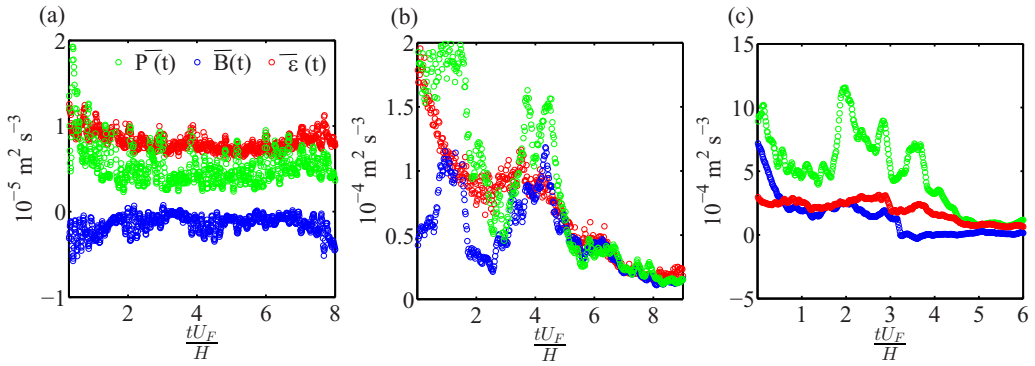 (a)
2
1
0
−1
10⁻⁵ m² s⁻³
P̅(t) B̅(t) ε̅(t)
2 4 6 8
tU_F
H
(b)
2
1.5
1
0.5
0
10⁻⁴ m² s⁻³
0 2 4 6 8
tU_F
H
(c)
15
10
5
0
−5
10⁻⁴ m² s⁻³
1 2 3 4 5 6
tU_F
H